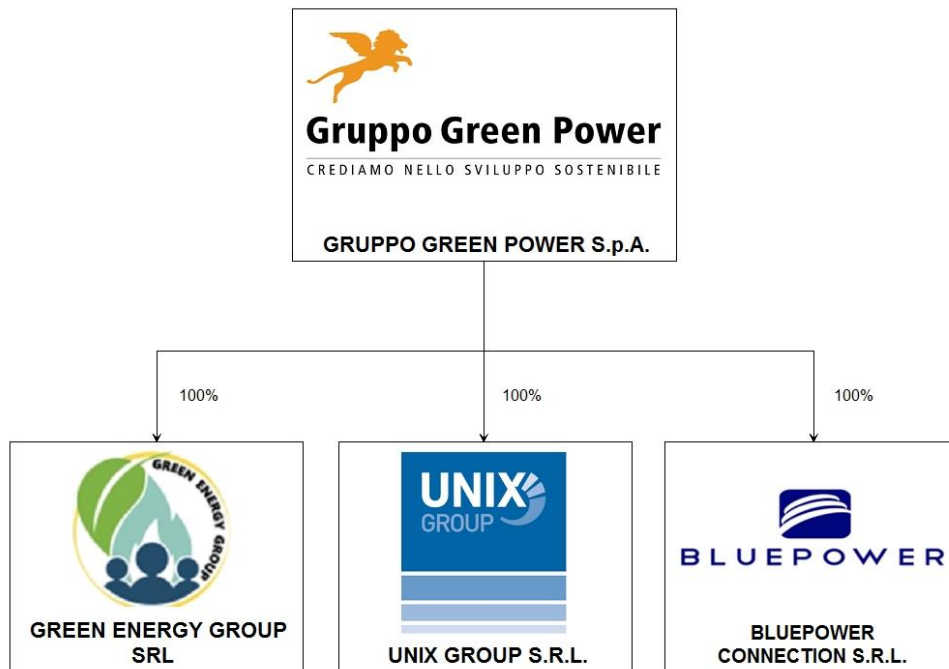 Gruppo Green Power
CREDIAMO NELLO SVILUPPO SOSTENIBILE
GRUPPO GREEN POWER S.p.A.
100%
100%
100%
GREEN ENERGY GROUP
GREEN ENERGY GROUP
SRL
UNIX
GROUP
UNIX GROUP S.R.L.
BLUEPOWER
BLUEPOWER
CONNECTION S.R.L.